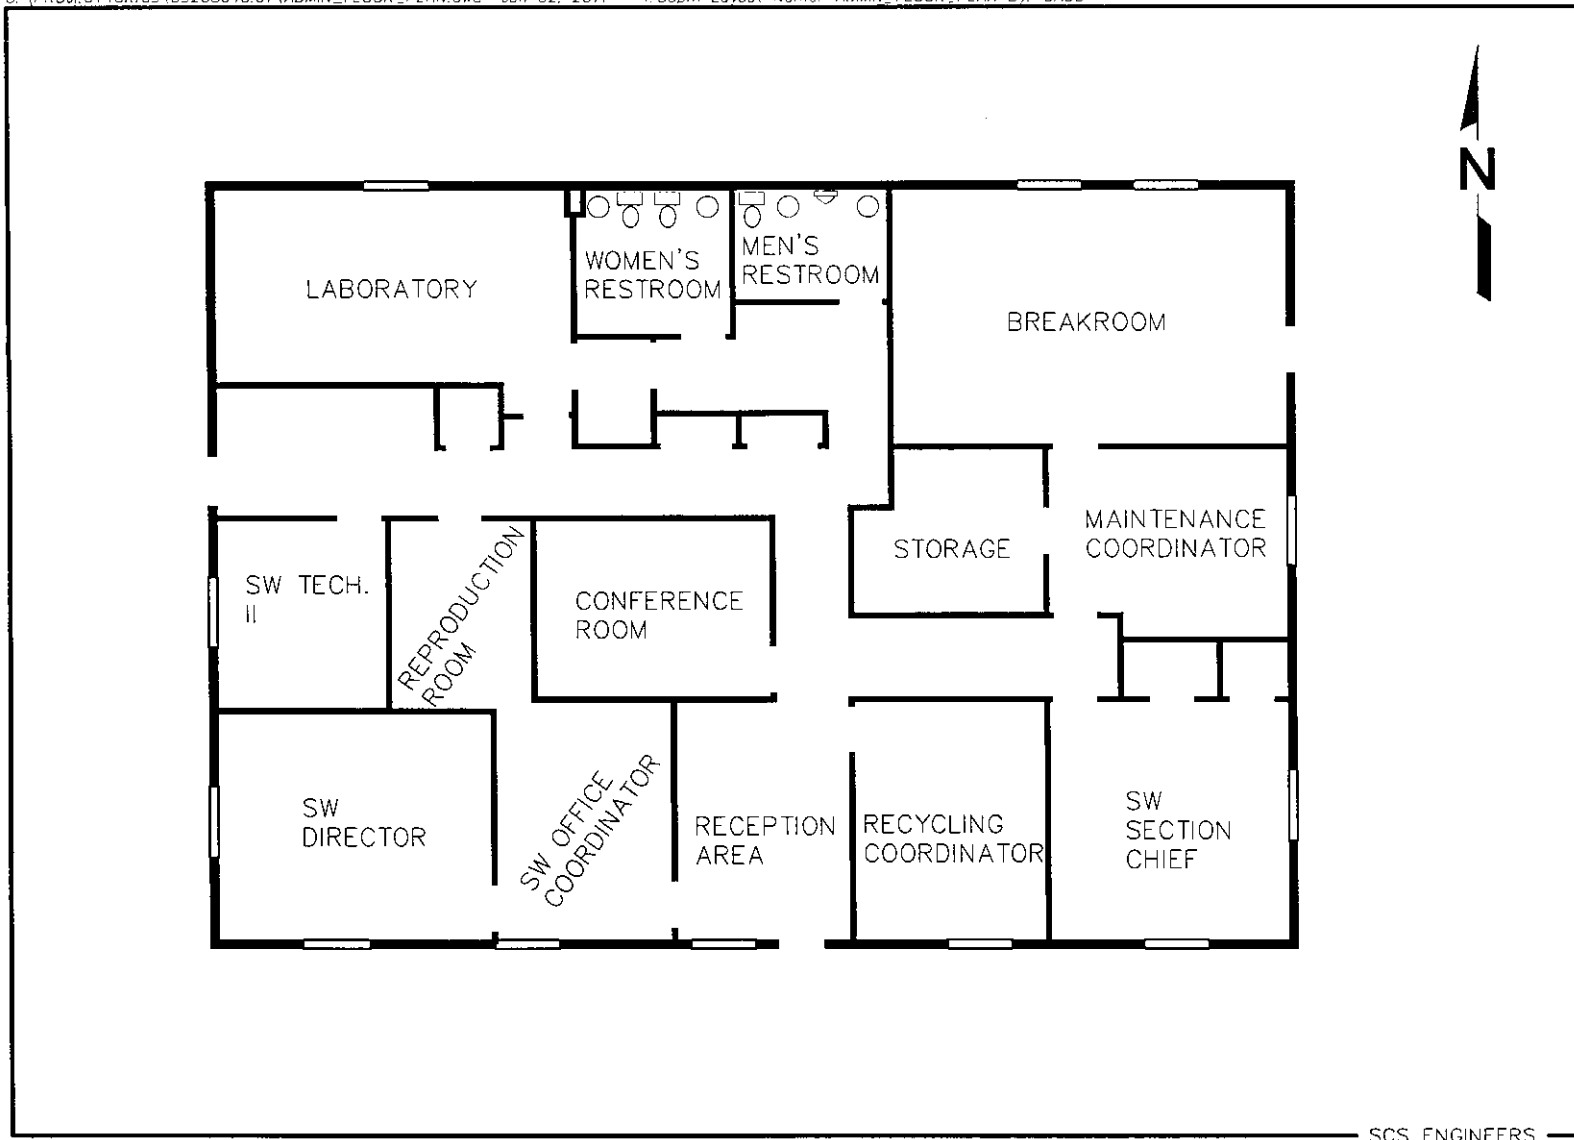 N
LABORATORY
WOMEN'S
RESTROOM
MEN'S
RESTROOM
BREAKROOM
STORAGE
MAINTENANCE
COORDINATOR
SW TECH.
II
REPRODUCTION
ROOM
CONFERENCE
ROOM
SW
DIRECTOR
SW OFFICE
COORDINATOR
RECEPTION
AREA
RECYCLING
COORDINATOR
SW
SECTION
CHIEF
SCS ENGINEERS